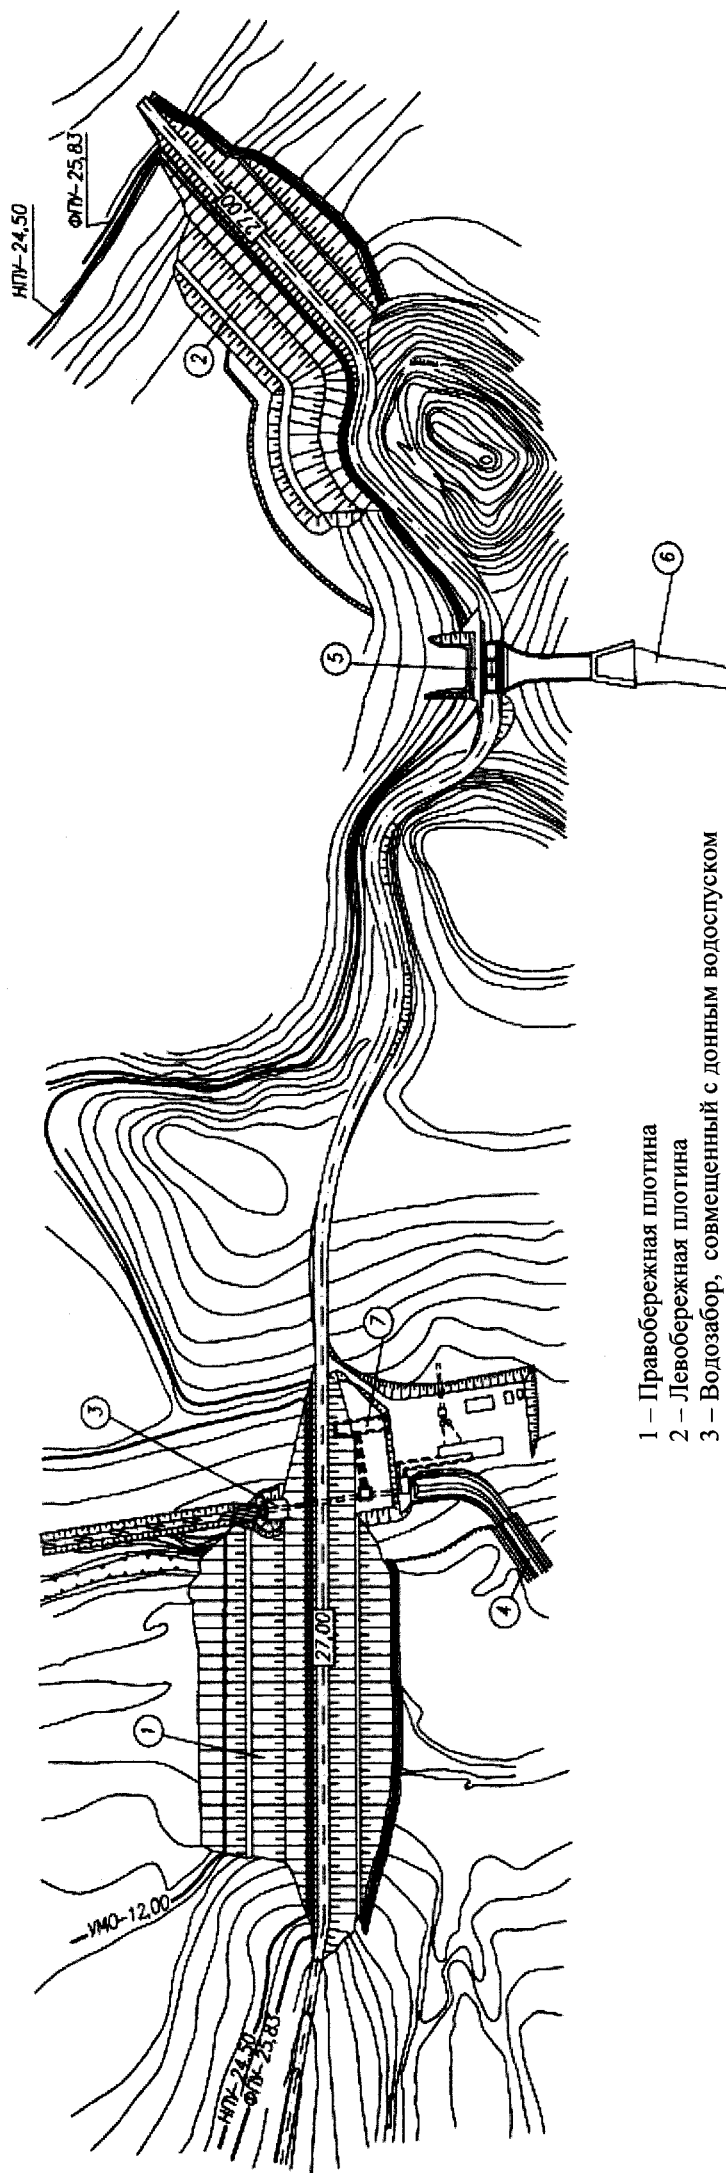 НПУ-24,50
ФПУ-25,83
27,00
2
5
6
3
7
4
1
27,00
УМО-12,00
НПУ-24,50
ФПУ-25,83
1 – Правобережная плотина
2 – Левобережная плотина
3 – Водозабор, совмещенный с донным водоспуском